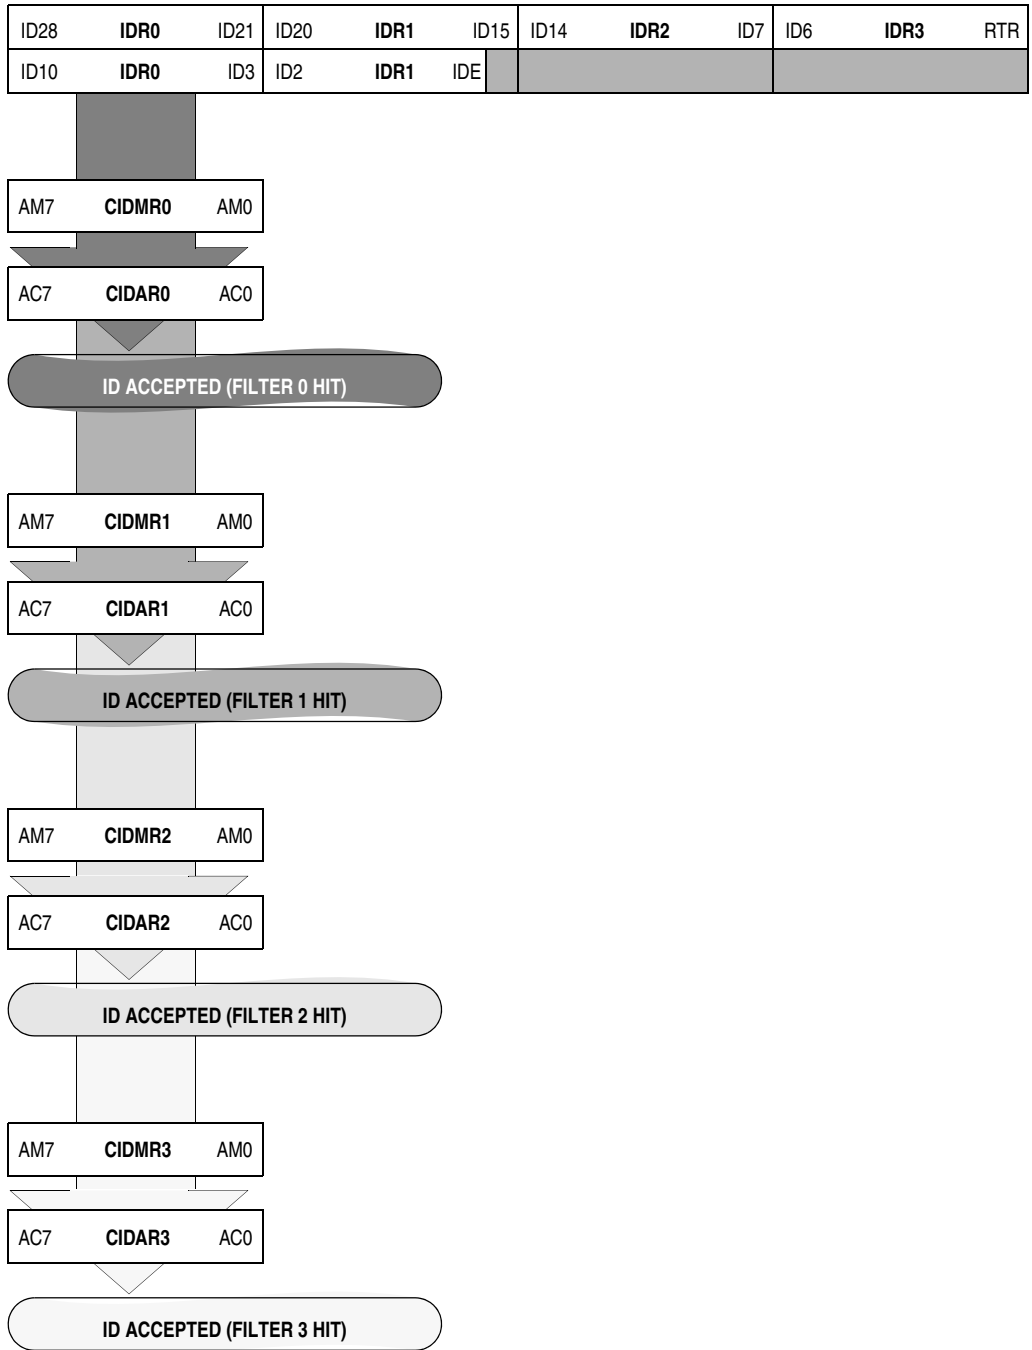 ID28 IDR0 ID21 ID20 IDR1 ID15 ID14 IDR2 ID7 ID6 IDR3 RTR
ID10 IDR0 ID3 ID2 IDR1 IDE
AM7 CIDMR0 AM0
AC7 CIDAR0 AC0
ID ACCEPTED (FILTER 0 HIT)
AM7 CIDMR1 AM0
AC7 CIDAR1 AC0
ID ACCEPTED (FILTER 1 HIT)
AM7 CIDMR2 AM0
AC7 CIDAR2 AC0
ID ACCEPTED (FILTER 2 HIT)
AM7 CIDMR3 AM0
AC7 CIDAR3 AC0
ID ACCEPTED (FILTER 3 HIT)